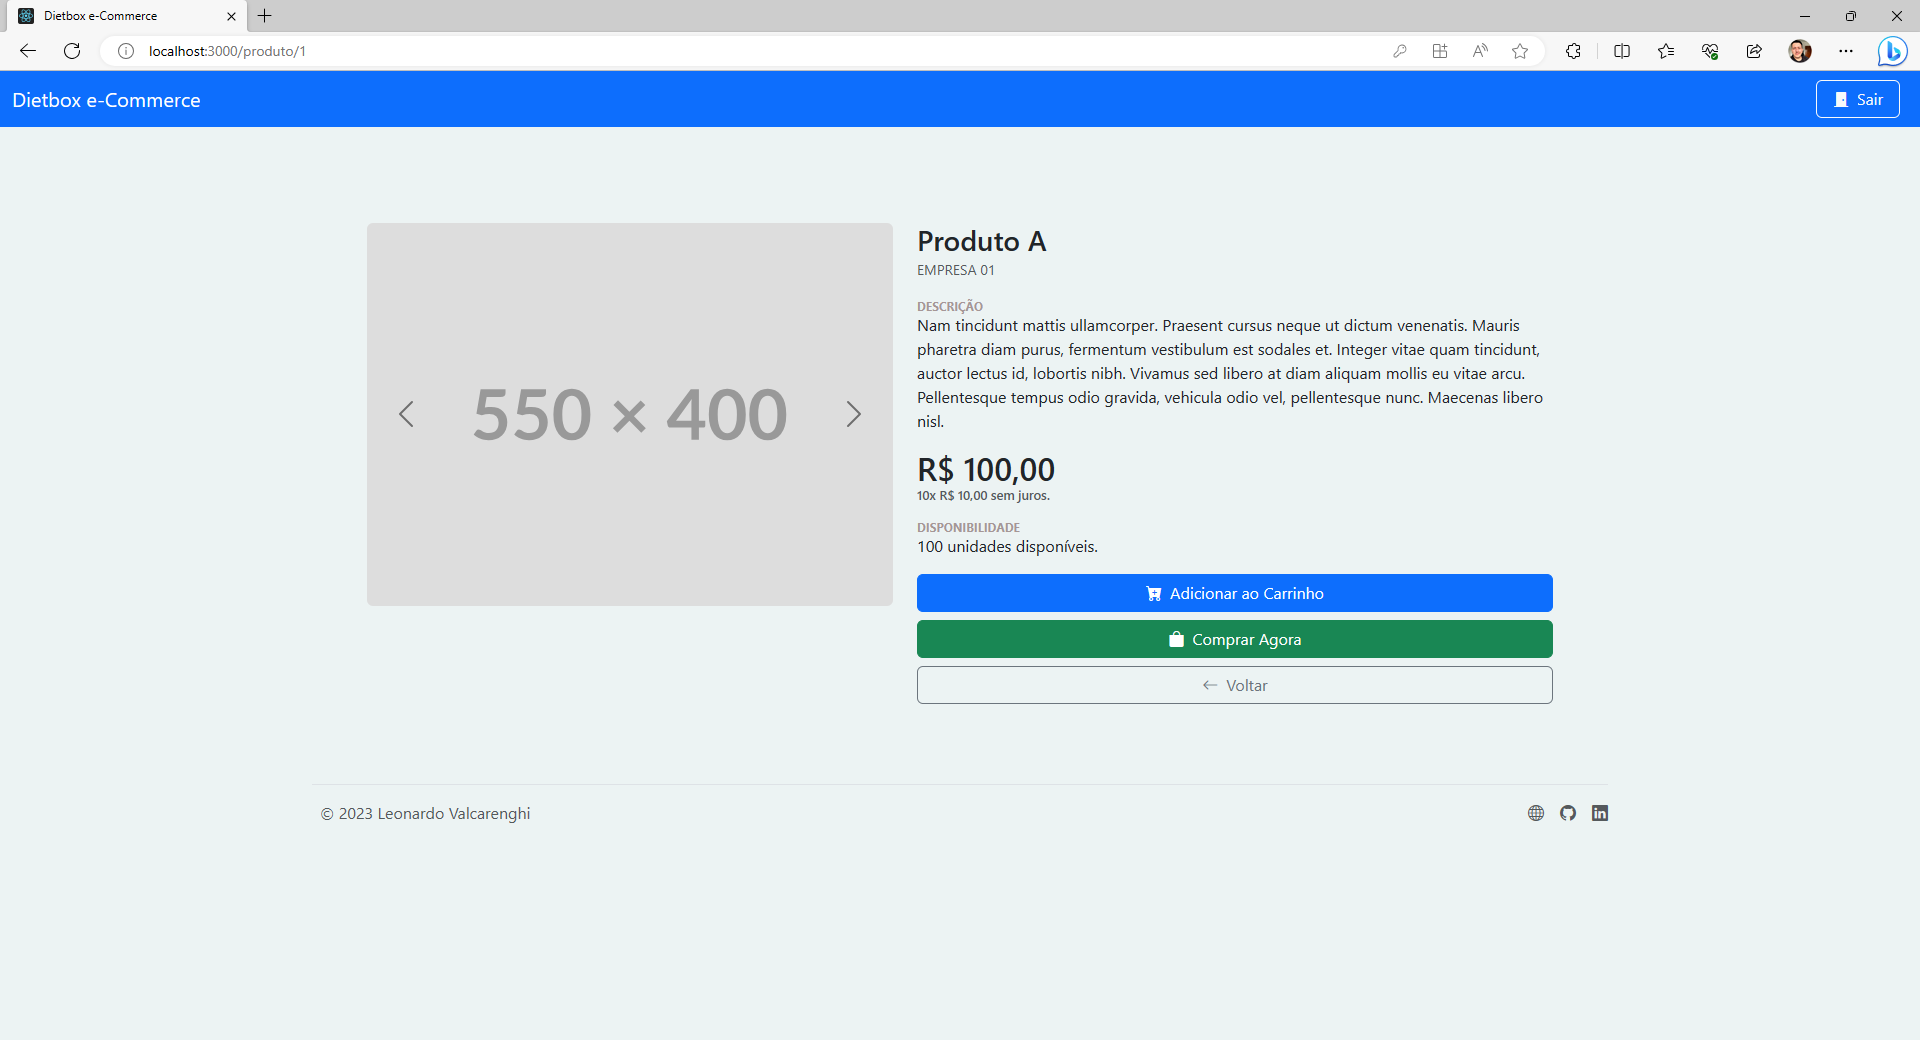 Dietbox e-Commerce
localhost:3000/produto/1
Dietbox e-Commerce
Sair
550 × 400
Produto A
EMPRESA 01
DESCRIÇÃO
Nam tincidunt mattis ullamcorper. Praesent cursus neque ut dictum venenatis. Mauris
pharetra diam purus, fermentum vestibulum est sodales et. Integer vitae quam tincidunt,
auctor lectus id, lobortis nibh. Vivamus sed libero at diam aliquam mollis eu vitae arcu.
Pellentesque tempus odio gravida, vehicula odio vel, pellentesque nunc. Maecenas libero
nisl.
R$ 100,00
10x R$ 10,00 sem juros.
DISPONIBILIDADE
100 unidades disponíveis.
Adicionar ao Carrinho
Comprar Agora
Voltar
© 2023 Leonardo Valcarenghi